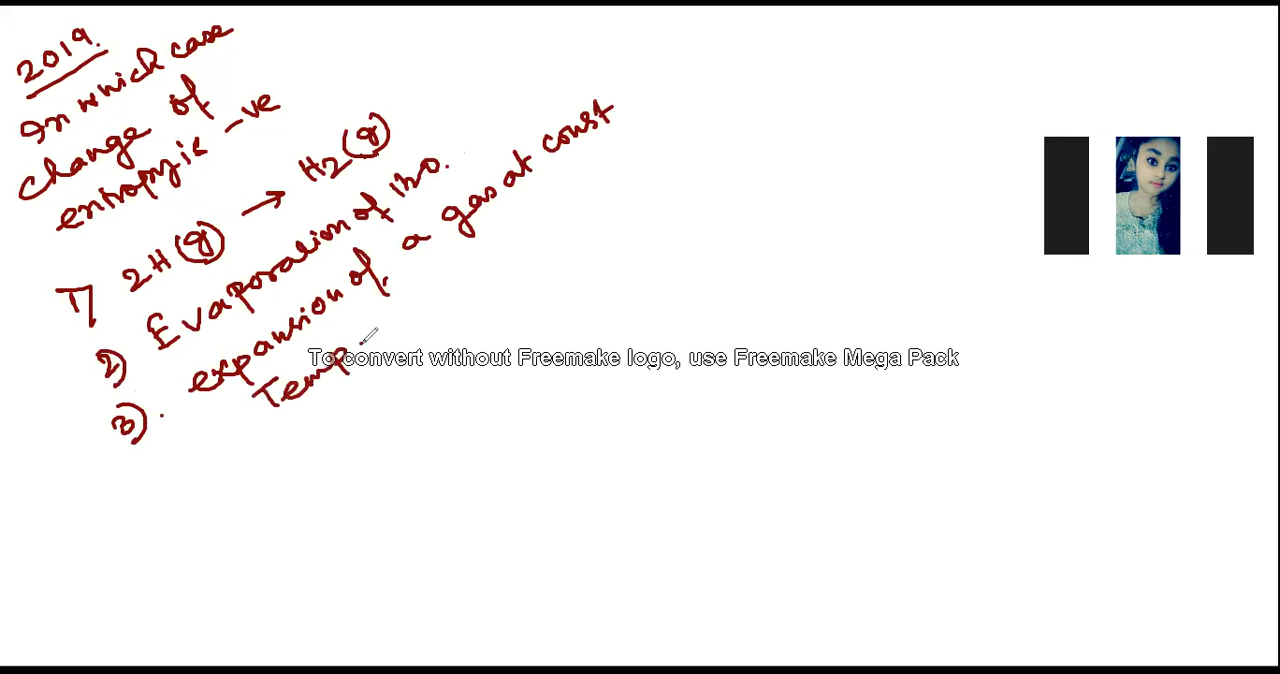 2019.
In which case
change of
entropy is -ve
1) 2H(g) → H2(g)
2) Evaporation of H2O.
3). expansion of a gas at const
Temp.
To convert without Freemake logo, use Freemake Mega Pack